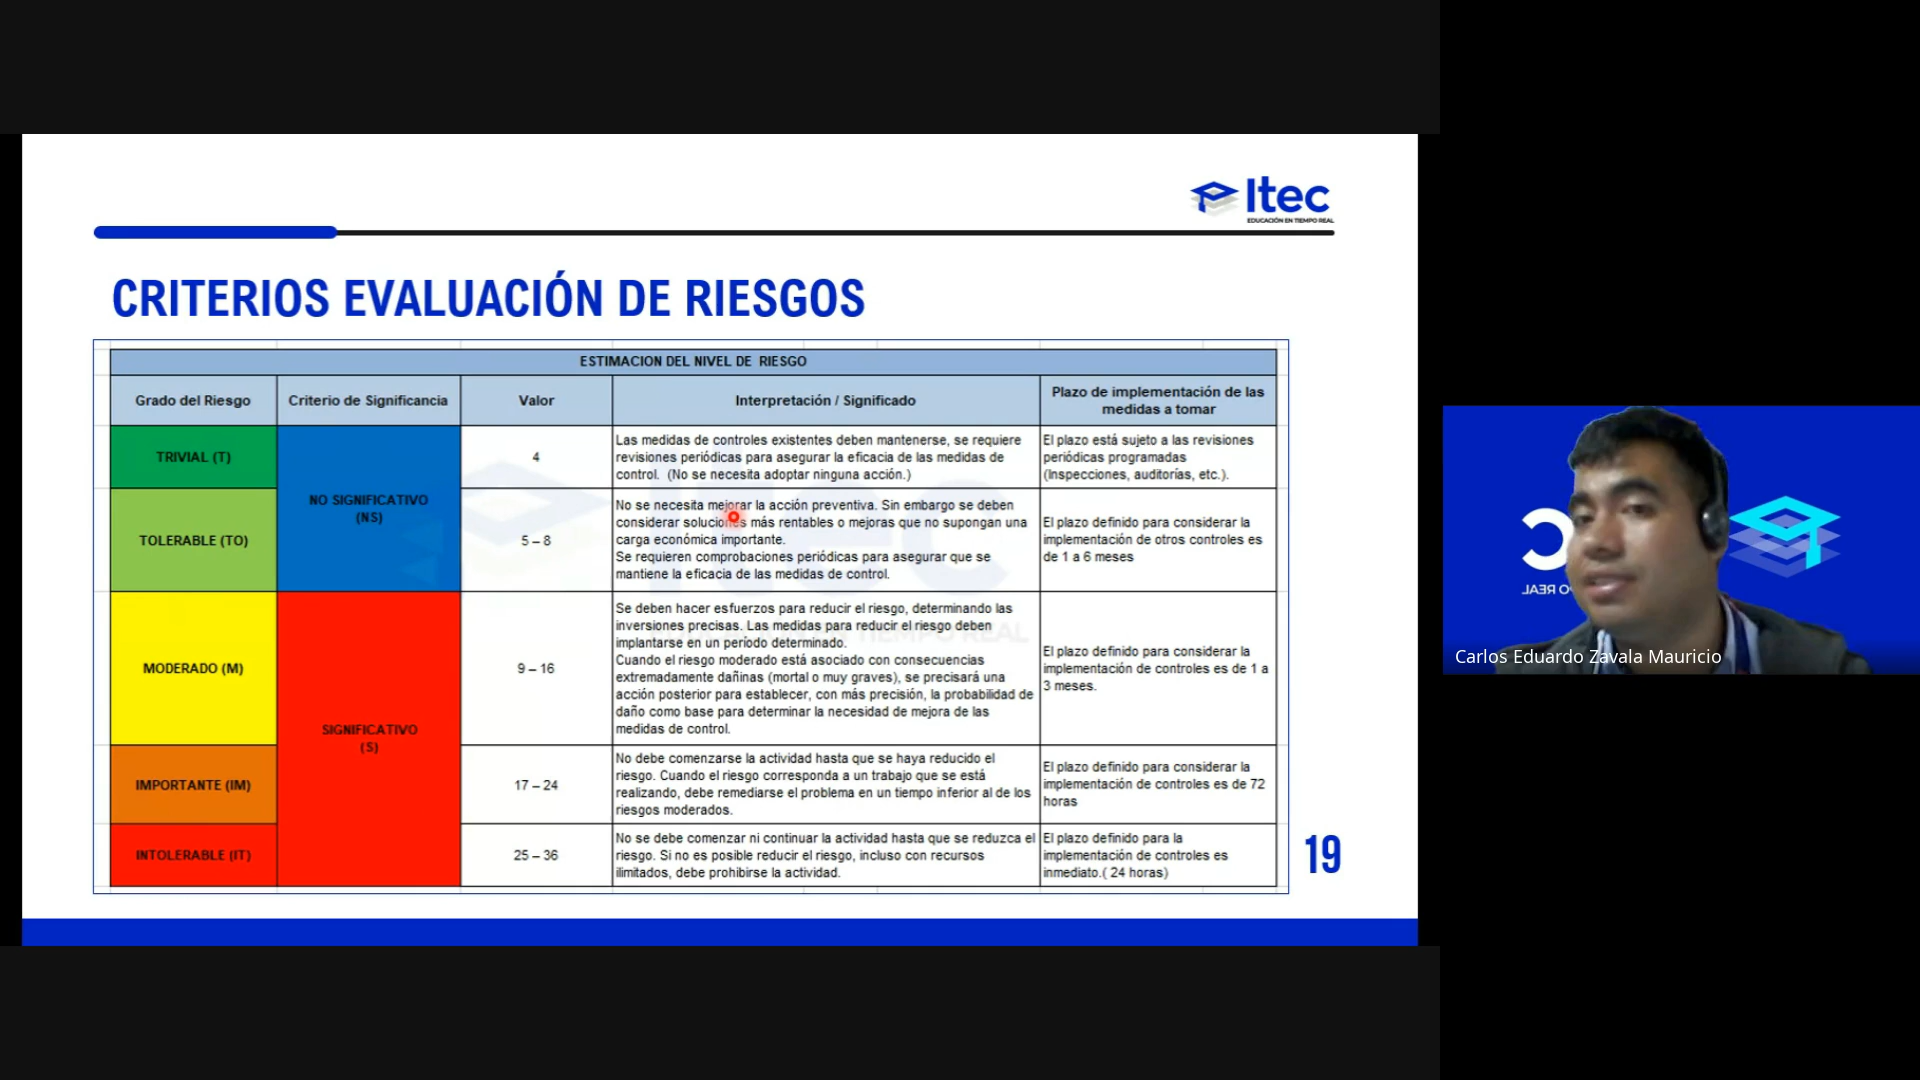 Itec
EDUCACIÓN EN TIEMPO REAL
CRITERIOS EVALUACIÓN DE RIESGOS
ESTIMACION DEL NIVEL DE RIESGO
Grado del Riesgo
Criterio de Significancia
Valor
Interpretación / Significado
Plazo de implementación de las
medidas a tomar
TRIVIAL (T)
NO SIGNIFICATIVO
(NS)
4
Las medidas de controles existentes deben mantenerse, se requiere
revisiones periódicas para asegurar la eficacia de las medidas de
control. (No se necesita adoptar ninguna acción.)
El plazo está sujeto a las revisiones
periódicas programadas
(Inspecciones, auditorías, etc.).
TOLERABLE (TO)
5 – 8
No se necesita mejorar la acción preventiva. Sin embargo se deben
considerar soluciones más rentables o mejoras que no supongan una
carga económica importante.
Se requieren comprobaciones periódicas para asegurar que se
mantiene la eficacia de las medidas de control.
El plazo definido para considerar la
implementación de otros controles es
de 1 a 6 meses
MODERADO (M)
SIGNIFICATIVO
(S)
9 – 16
Se deben hacer esfuerzos para reducir el riesgo, determinando las
inversiones precisas. Las medidas para reducir el riesgo deben
implantarse en un período determinado.
Cuando el riesgo moderado está asociado con consecuencias
extremadamente dañinas (mortal o muy graves), se precisará una
acción posterior para establecer, con más precisión, la probabilidad de
daño como base para determinar la necesidad de mejora de las
medidas de control.
El plazo definido para considerar la
implementación de controles es de 1 a
3 meses.
IMPORTANTE (IM)
17 – 24
No debe comenzarse la actividad hasta que se haya reducido el
riesgo. Cuando el riesgo corresponda a un trabajo que se está
realizando, debe remediarse el problema en un tiempo inferior al de los
riesgos moderados.
El plazo definido para considerar la
implementación de controles es de 72
horas
INTOLERABLE (IT)
25 – 36
No se debe comenzar ni continuar la actividad hasta que se reduzca el
riesgo. Si no es posible reducir el riesgo, incluso con recursos
ilimitados, debe prohibirse la actividad.
El plazo definido para la
implementación de controles es
inmediato.( 24 horas)
19
Carlos Eduardo Zavala Mauricio